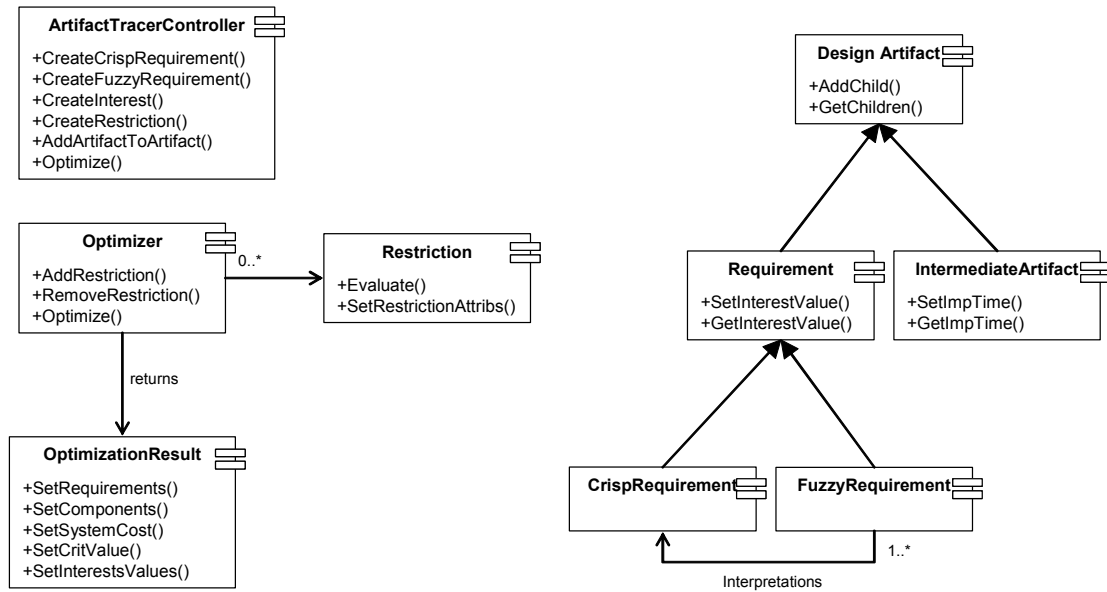 ArtifactTracerController
+CreateCrispRequirement()
+CreateFuzzyRequirement()
+CreateInterest()
+CreateRestriction()
+AddArtifactToArtifact()
+Optimize()
Design Artifact
+AddChild()
+GetChildren()
Optimizer
+AddRestriction()
+RemoveRestriction()
+Optimize()
0..*
Restriction
+Evaluate()
+SetRestrictionAttribs()
Requirement
+SetInterestValue()
+GetInterestValue()
IntermediateArtifact
+SetImpTime()
+GetImpTime()
returns
OptimizationResult
+SetRequirements()
+SetComponents()
+SetSystemCost()
+SetCritValue()
+SetInterestsValues()
CrispRequirement
FuzzyRequirement
1..*
Interpretations